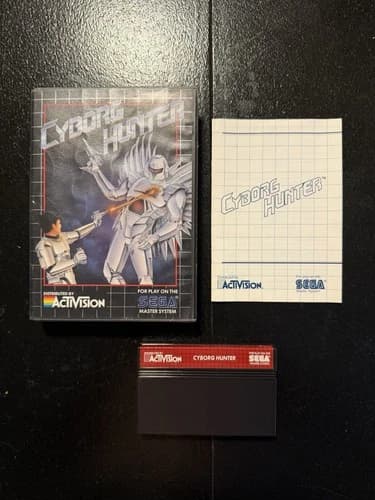 CYBORG
HUNTER
DISTRIBUTED BY
ACTIVISION
FOR PLAY ON THE
SEGA
MASTER SYSTEM
CYBORG
HUNTER™
ACTIVISION
SEGA
ACTIVISION
CYBORG HUNTER
SEGA